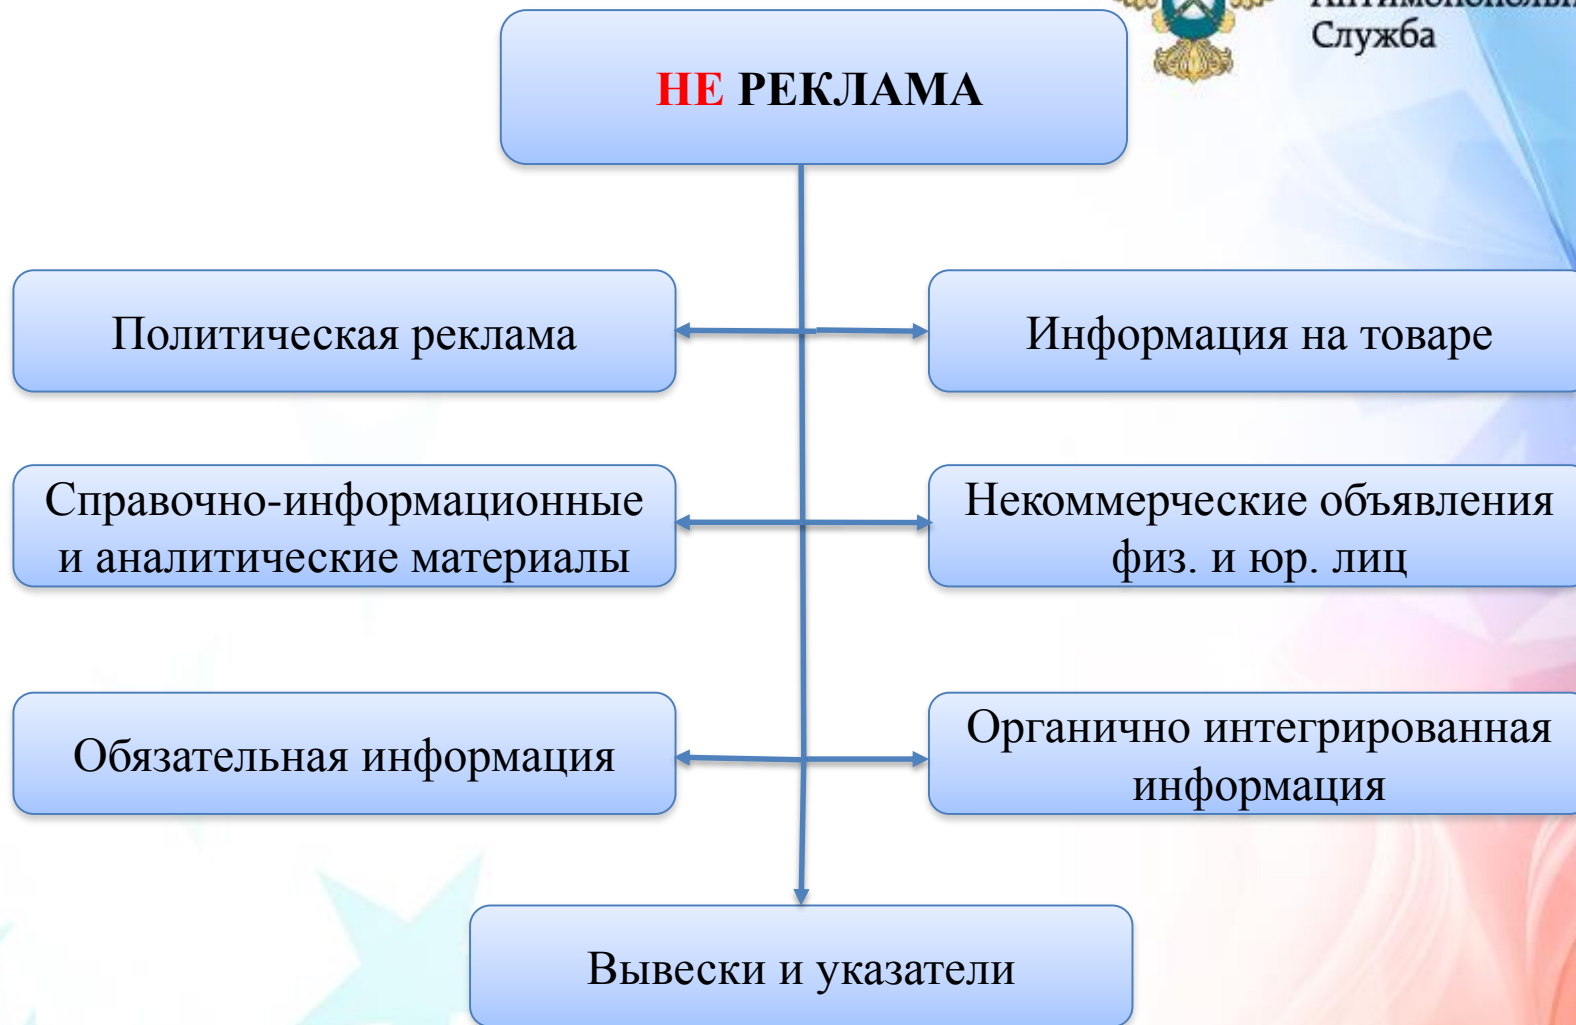 Служба
НЕ РЕКЛАМА
Политическая реклама
Информация на товаре
Справочно-информационные
и аналитические материалы
Некоммерческие объявления
физ. и юр. лиц
Обязательная информация
Органично интегрированная
информация
Вывески и указатели